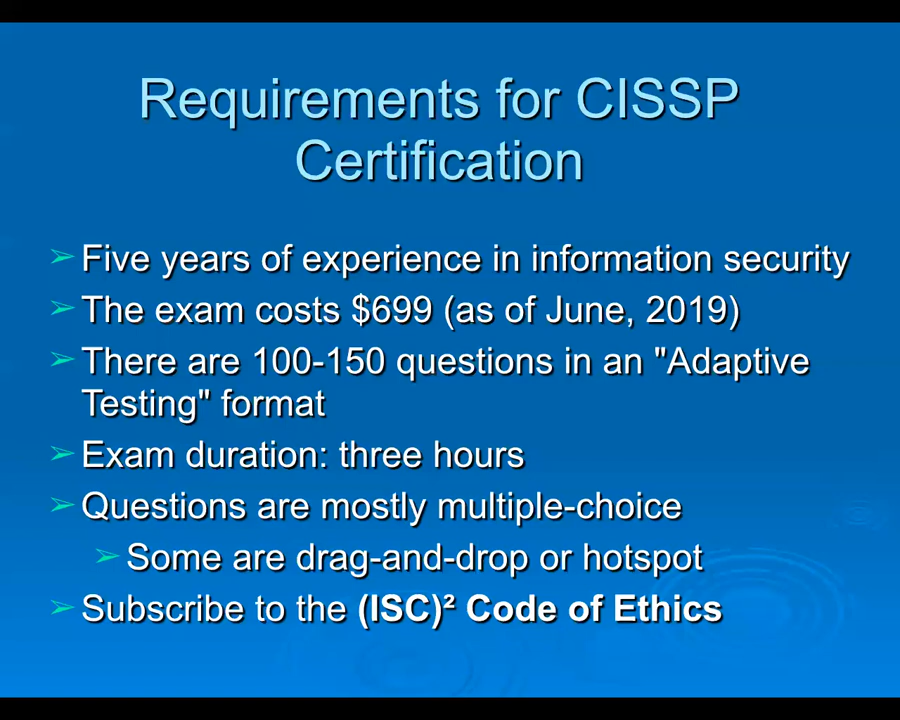 Requirements for CISSP
Certification
➢ Five years of experience in information security
➢ The exam costs $699 (as of June, 2019)
➢ There are 100-150 questions in an "Adaptive
Testing" format
➢ Exam duration: three hours
➢ Questions are mostly multiple-choice
➢ Some are drag-and-drop or hotspot
➢ Subscribe to the (ISC)² Code of Ethics